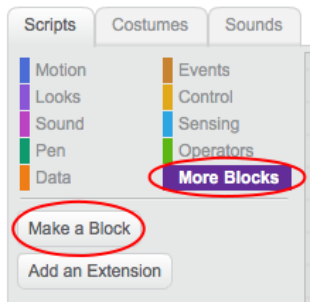 Scripts Costumes Sounds
Motion Events
Looks Control
Sound Sensing
Pen Operators
Data More Blocks
Make a Block
Add an Extension